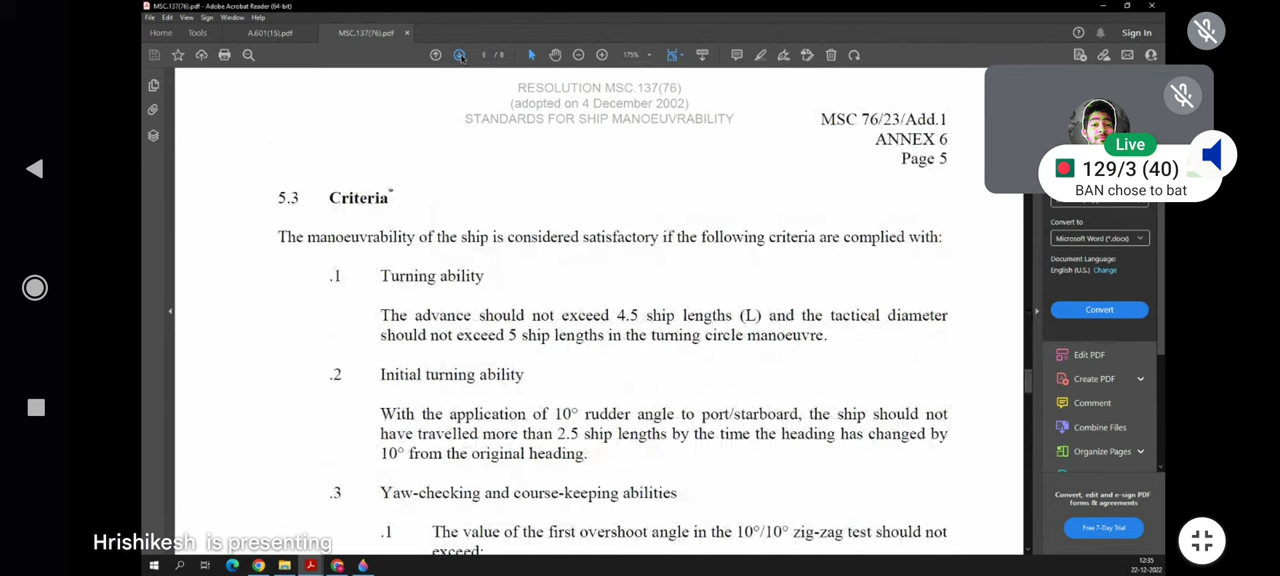 MSC.137(76).pdf - Adobe Acrobat Reader (64-bit)
File Edit View Sign Window Help
Home Tools A.601(15).pdf MSC.137(76).pdf × Sign In
6 / 8 175%
RESOLUTION MSC.137(76)
(adopted on 4 December 2002)
STANDARDS FOR SHIP MANOEUVRABILITY
MSC 76/23/Add.1
ANNEX 6
Page 5
5.3 Criteria*
The manoeuvrability of the ship is considered satisfactory if the following criteria are complied with:
.1 Turning ability
The advance should not exceed 4.5 ship lengths (L) and the tactical diameter
should not exceed 5 ship lengths in the turning circle manoeuvre.
.2 Initial turning ability
With the application of 10° rudder angle to port/starboard, the ship should not
have travelled more than 2.5 ship lengths by the time the heading has changed by
10° from the original heading.
.3 Yaw-checking and course-keeping abilities
.1 The value of the first overshoot angle in the 10°/10° zig-zag test should not
exceed:
Live
129/3 (40)
BAN chose to bat
Convert to
Microsoft Word (*.docx)
Document Language:
English (U.S.) Change
Convert
Edit PDF
Create PDF
Comment
Combine Files
Organize Pages
Convert, edit and e-sign PDF
forms & agreements
Free 7-Day Trial
Hrishikesh is presenting
12:35
22-12-2022